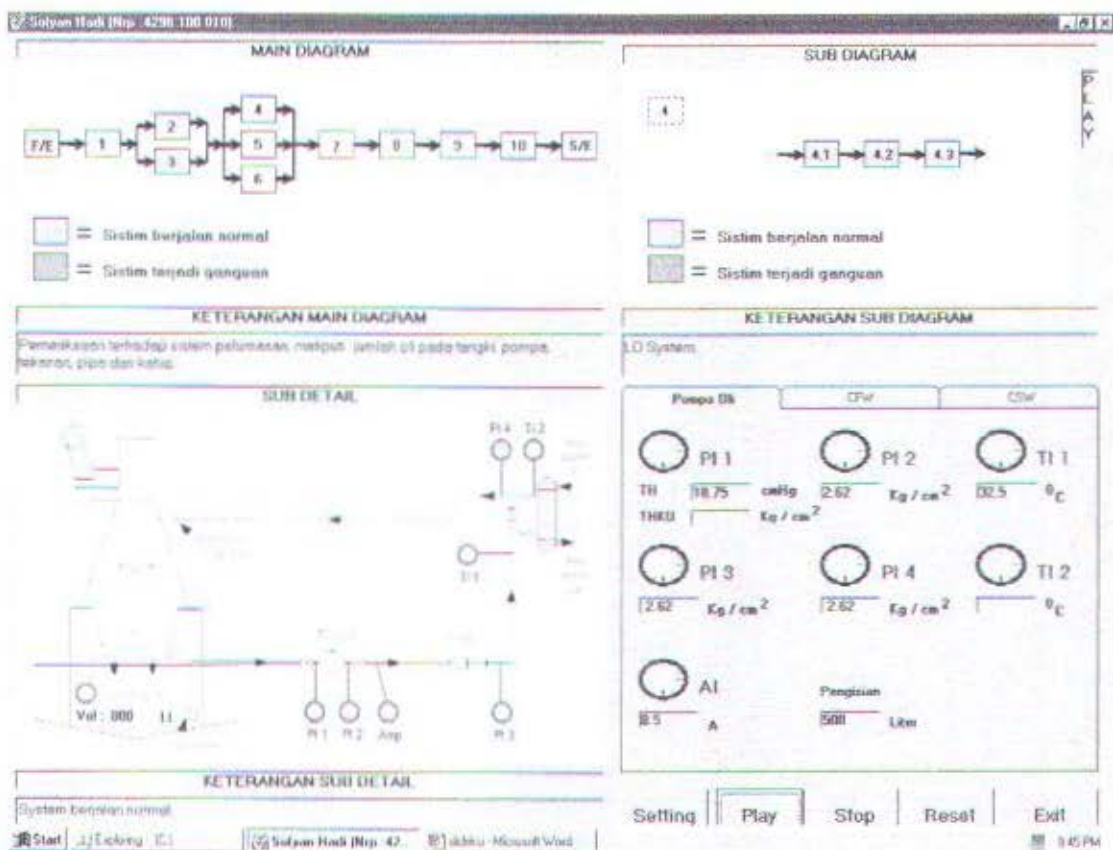 Sofyan Hadi (Nrp. 4298 100 010)
MAIN DIAGRAM
F/E 1 2 3 4 5 6 7 8 9 10 S/E
= Sistim berjalan normal
= Sistim terjadi ganguan
SUB DIAGRAM
PLAY
4
4.1 4.2 4.3
= Sistim berjalan normal
= Sistim terjadi ganguan
KETERANGAN MAIN DIAGRAM
Pemeriksaan terhadap sistem pelumasan, meliputi jumlah oli pada tangki, pompa,
tekanan, pipa dan katup.
KETERANGAN SUB DIAGRAM
LO System
SUB DETAIL
PI 4 TI 2
TI 1
Vol : 800 Lt
PI 1 PI 2 Amp PI 3
Pompa Oli CFW CSW
PI 1 PI 2 TI 1
TH 18.75 cmHg 2.62 Kg / cm2 32.5 0C
THKU Kg / cm2
PI 3 PI 4 TI 2
2.62 Kg / cm2 2.62 Kg / cm2 0C
AI Pengisian
8.5 A 500 Liter
KETERANGAN SUB DETAIL
System berjalan normal
Setting Play Stop Reset Exit
Start Exploring Sofyan Hadi (Nrp. 42.. - Microsoft Word 9:45 PM